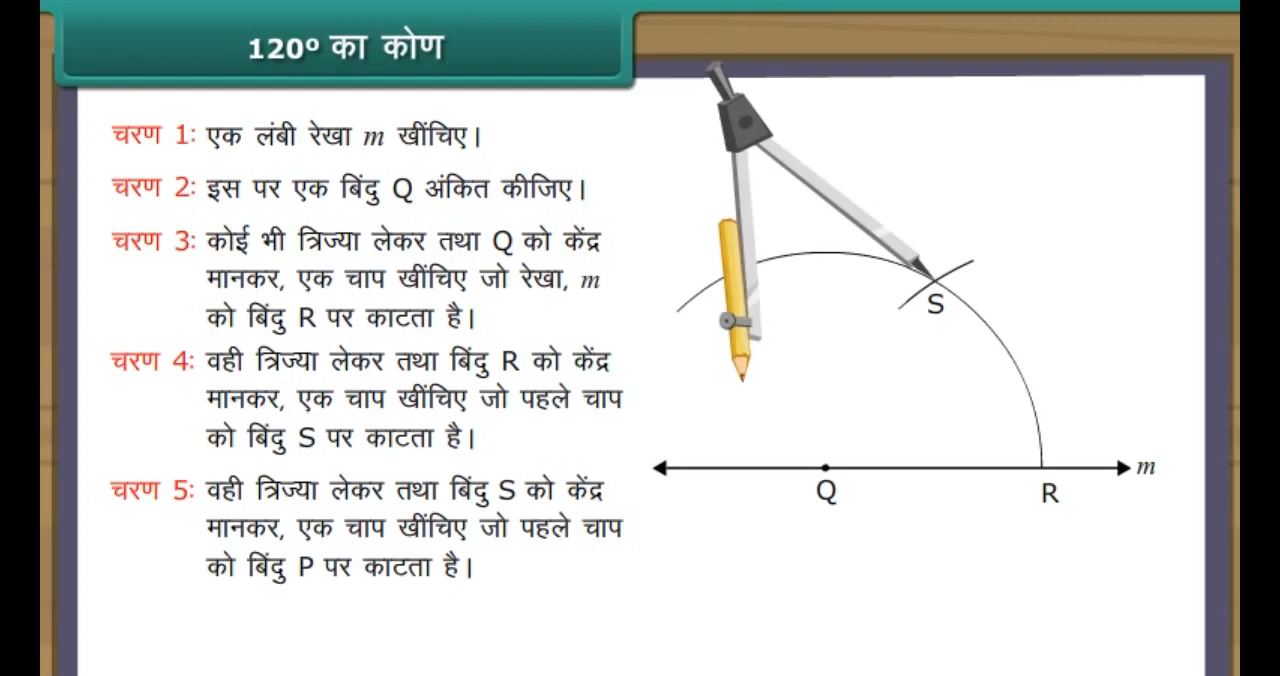 120° का कोण
चरण 1: एक लंबी रेखा m खींचिए।
चरण 2: इस पर एक बिंदु Q अंकित कीजिए।
चरण 3: कोई भी त्रिज्या लेकर तथा Q को केंद्र
मानकर, एक चाप खींचिए जो रेखा, m
को बिंदु R पर काटता है।
चरण 4: वही त्रिज्या लेकर तथा बिंदु R को केंद्र
मानकर, एक चाप खींचिए जो पहले चाप
को बिंदु S पर काटता है।
चरण 5: वही त्रिज्या लेकर तथा बिंदु S को केंद्र
मानकर, एक चाप खींचिए जो पहले चाप
को बिंदु P पर काटता है।
S
m
Q R